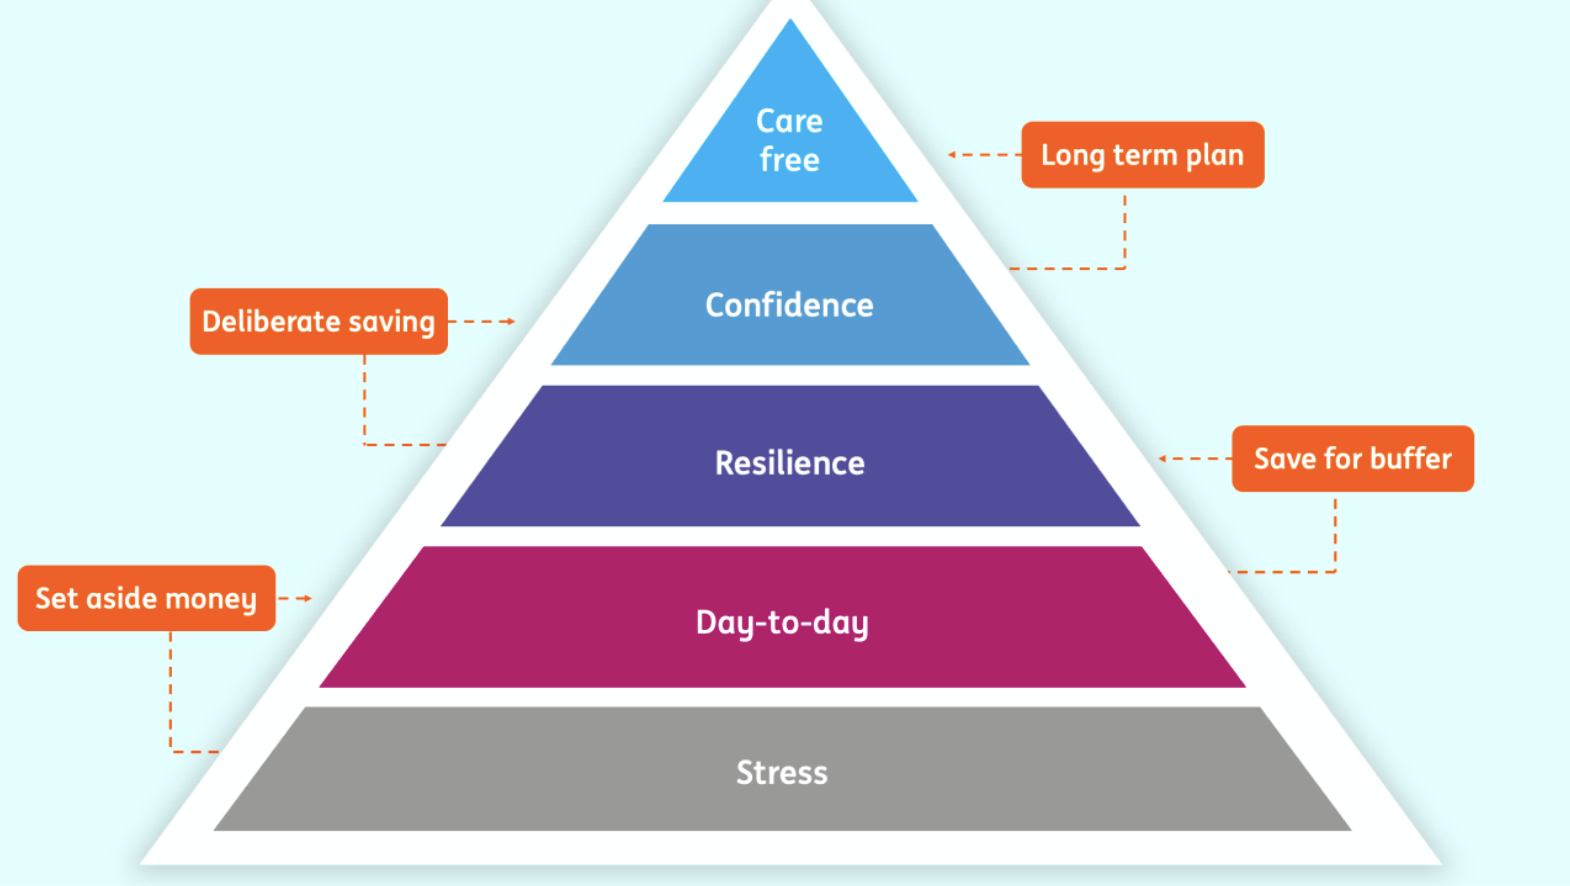 Care
free
Long term plan
Confidence
Deliberate saving
Resilience
Save for buffer
Set aside money
Day-to-day
Stress